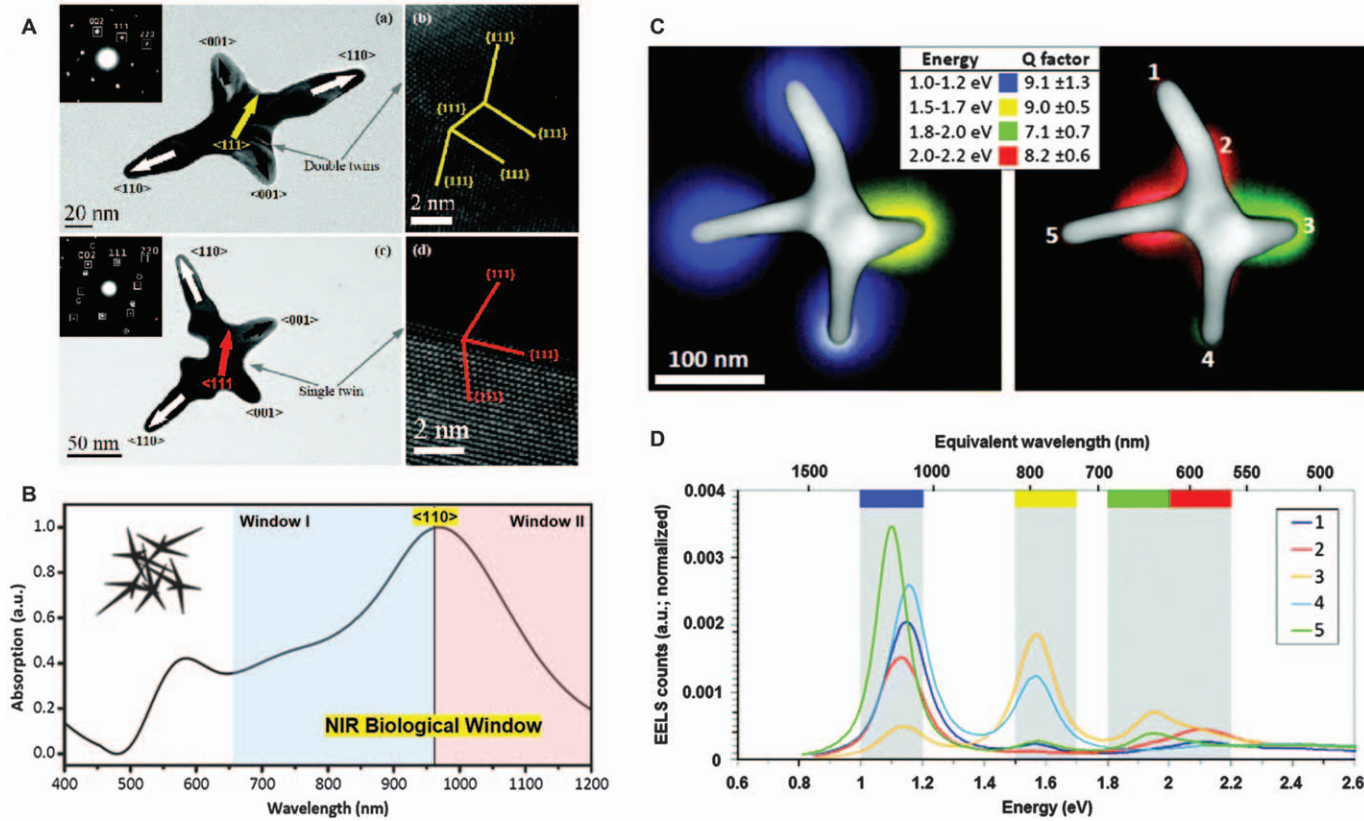 A
(a)
002
111
220
<001>
<110>
<111>
<110>
<001>
Double twins
20 nm
(b)
{111}
{111}
{111}
{111}
{111}
2 nm
(c)
002
111
220
<110>
<001>
<111
<001>
<110>
Single twin
50 nm
(d)
{111}
{111}
{111}
2 nm
B
Window I
<110>
Window II
NIR Biological Window
Absorption (a.u.)
1.0
0.8
0.6
0.4
0.2
0.0
400 500 600 700 800 900 1000 1100 1200
Wavelength (nm)
C
Energy Q factor
1.0-1.2 eV 9.1 ±1.3
1.5-1.7 eV 9.0 ±0.5
1.8-2.0 eV 7.1 ±0.7
2.0-2.2 eV 8.2 ±0.6
100 nm
1
2
3
5
4
D
Equivalent wavelength (nm)
1500 1000 800 700 600 550 500
EELS counts (a.u.; normalized)
0.004
0.003
0.002
0.001
0
1
2
3
4
5
0.6 0.8 1 1.2 1.4 1.6 1.8 2 2.2 2.4 2.6
Energy (eV)